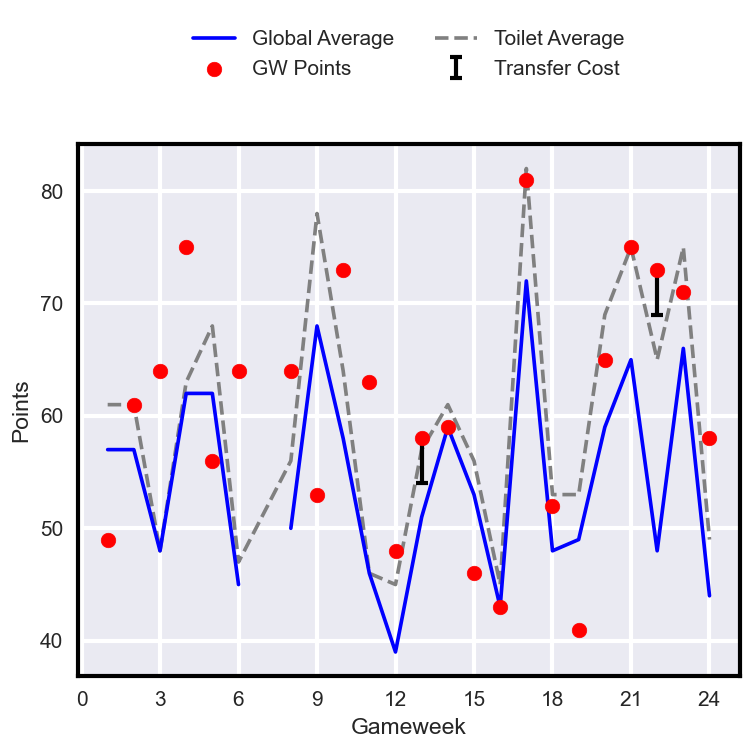 Global Average
Toilet Average
GW Points
Transfer Cost
80
70
60
50
40
Points
0 3 6 9 12 15 18 21 24
Gameweek